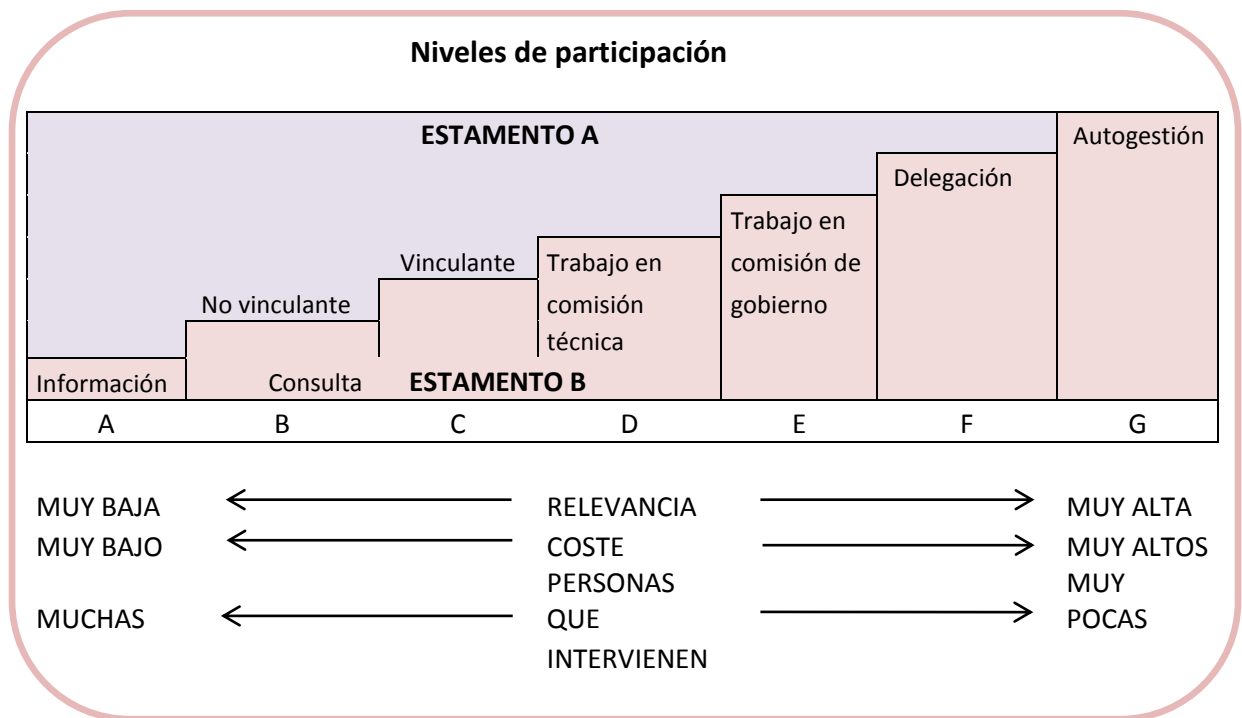 Niveles de participación
ESTAMENTO A
Autogestión
Delegación
Trabajo en
comisión de
gobierno
Vinculante
Trabajo en
comisión
técnica
No vinculante
Información
Consulta
ESTAMENTO B
A B C D E F G
MUY BAJA RELEVANCIA MUY ALTA
MUY BAJO COSTE MUY ALTOS
PERSONAS MUY
MUCHAS QUE POCAS
INTERVIENEN